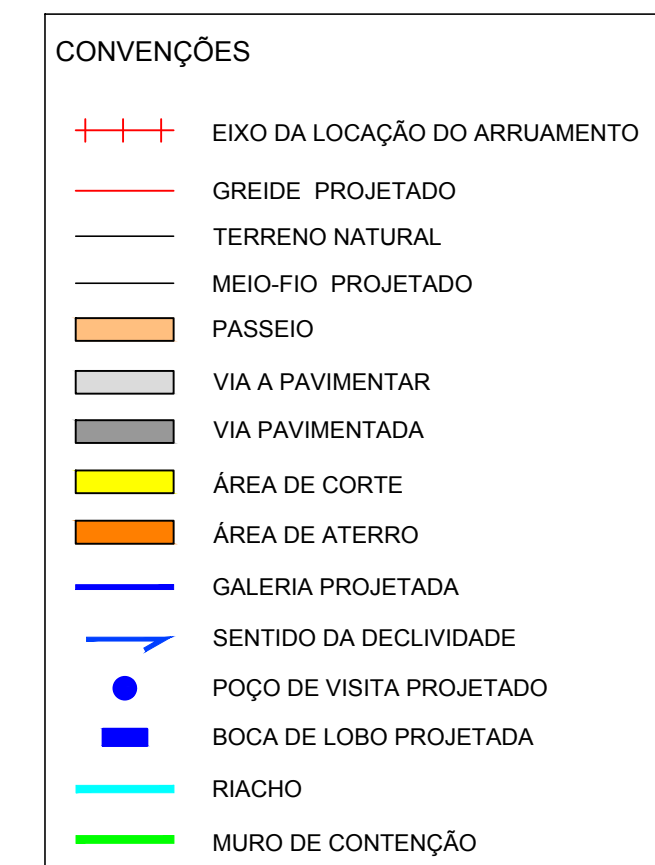 CONVENÇÕES
EIXO DA LOCAÇÃO DO ARRUAMENTO
GREIDE PROJETADO
TERRENO NATURAL
MEIO-FIO PROJETADO
PASSEIO
VIA A PAVIMENTAR
VIA PAVIMENTADA
ÁREA DE CORTE
ÁREA DE ATERRO
GALERIA PROJETADA
SENTIDO DA DECLIVIDADE
POÇO DE VISITA PROJETADO
BOCA DE LOBO PROJETADA
RIACHO
MURO DE CONTENÇÃO